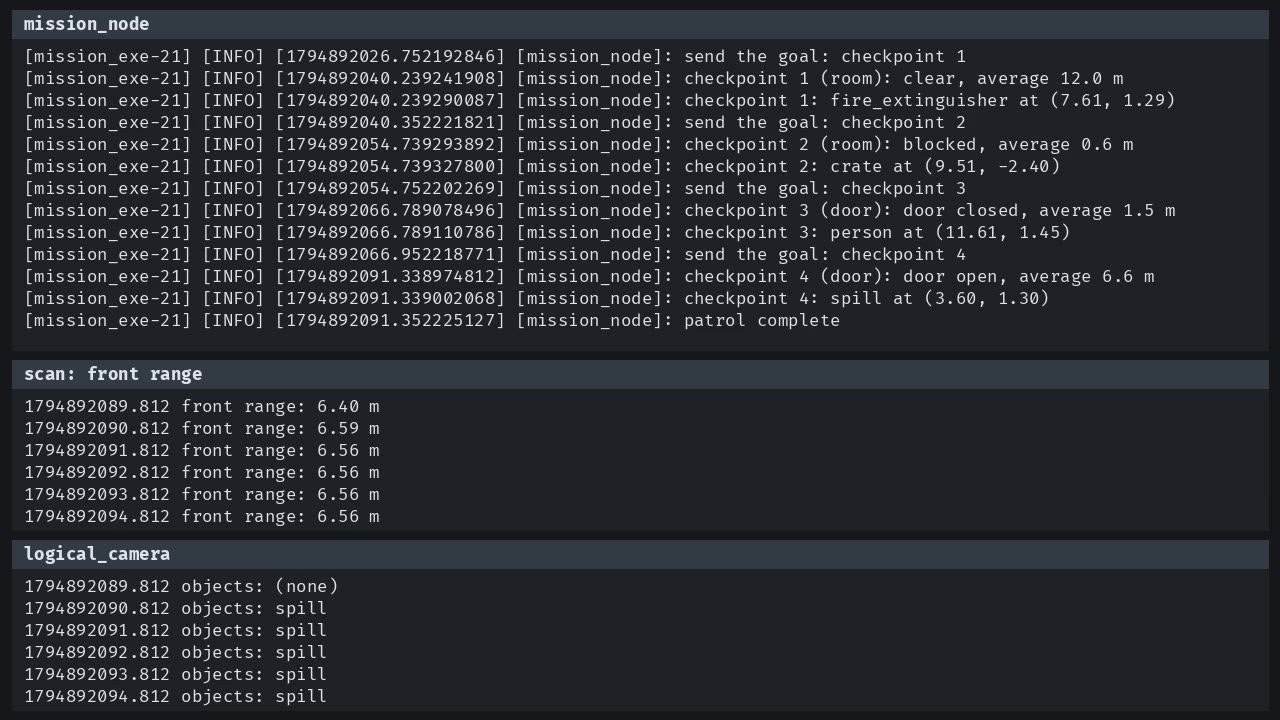 mission_node
[mission_exe-21] [INFO] [1794892026.752192846] [mission_node]: send the goal: checkpoint 1
[mission_exe-21] [INFO] [1794892040.239241908] [mission_node]: checkpoint 1 (room): clear, average 12.0 m
[mission_exe-21] [INFO] [1794892040.239290087] [mission_node]: checkpoint 1: fire_extinguisher at (7.61, 1.29)
[mission_exe-21] [INFO] [1794892040.352221821] [mission_node]: send the goal: checkpoint 2
[mission_exe-21] [INFO] [1794892054.739293892] [mission_node]: checkpoint 2 (room): blocked, average 0.6 m
[mission_exe-21] [INFO] [1794892054.739327800] [mission_node]: checkpoint 2: crate at (9.51, -2.40)
[mission_exe-21] [INFO] [1794892054.752202269] [mission_node]: send the goal: checkpoint 3
[mission_exe-21] [INFO] [1794892066.789078496] [mission_node]: checkpoint 3 (door): door closed, average 1.5 m
[mission_exe-21] [INFO] [1794892066.789110786] [mission_node]: checkpoint 3: person at (11.61, 1.45)
[mission_exe-21] [INFO] [1794892066.952218771] [mission_node]: send the goal: checkpoint 4
[mission_exe-21] [INFO] [1794892091.338974812] [mission_node]: checkpoint 4 (door): door open, average 6.6 m
[mission_exe-21] [INFO] [1794892091.339002068] [mission_node]: checkpoint 4: spill at (3.60, 1.30)
[mission_exe-21] [INFO] [1794892091.352225127] [mission_node]: patrol complete
scan: front range
1794892089.812 front range: 6.40 m
1794892090.812 front range: 6.59 m
1794892091.812 front range: 6.56 m
1794892092.812 front range: 6.56 m
1794892093.812 front range: 6.56 m
1794892094.812 front range: 6.56 m
logical_camera
1794892089.812 objects: (none)
1794892090.812 objects: spill
1794892091.812 objects: spill
1794892092.812 objects: spill
1794892093.812 objects: spill
1794892094.812 objects: spill